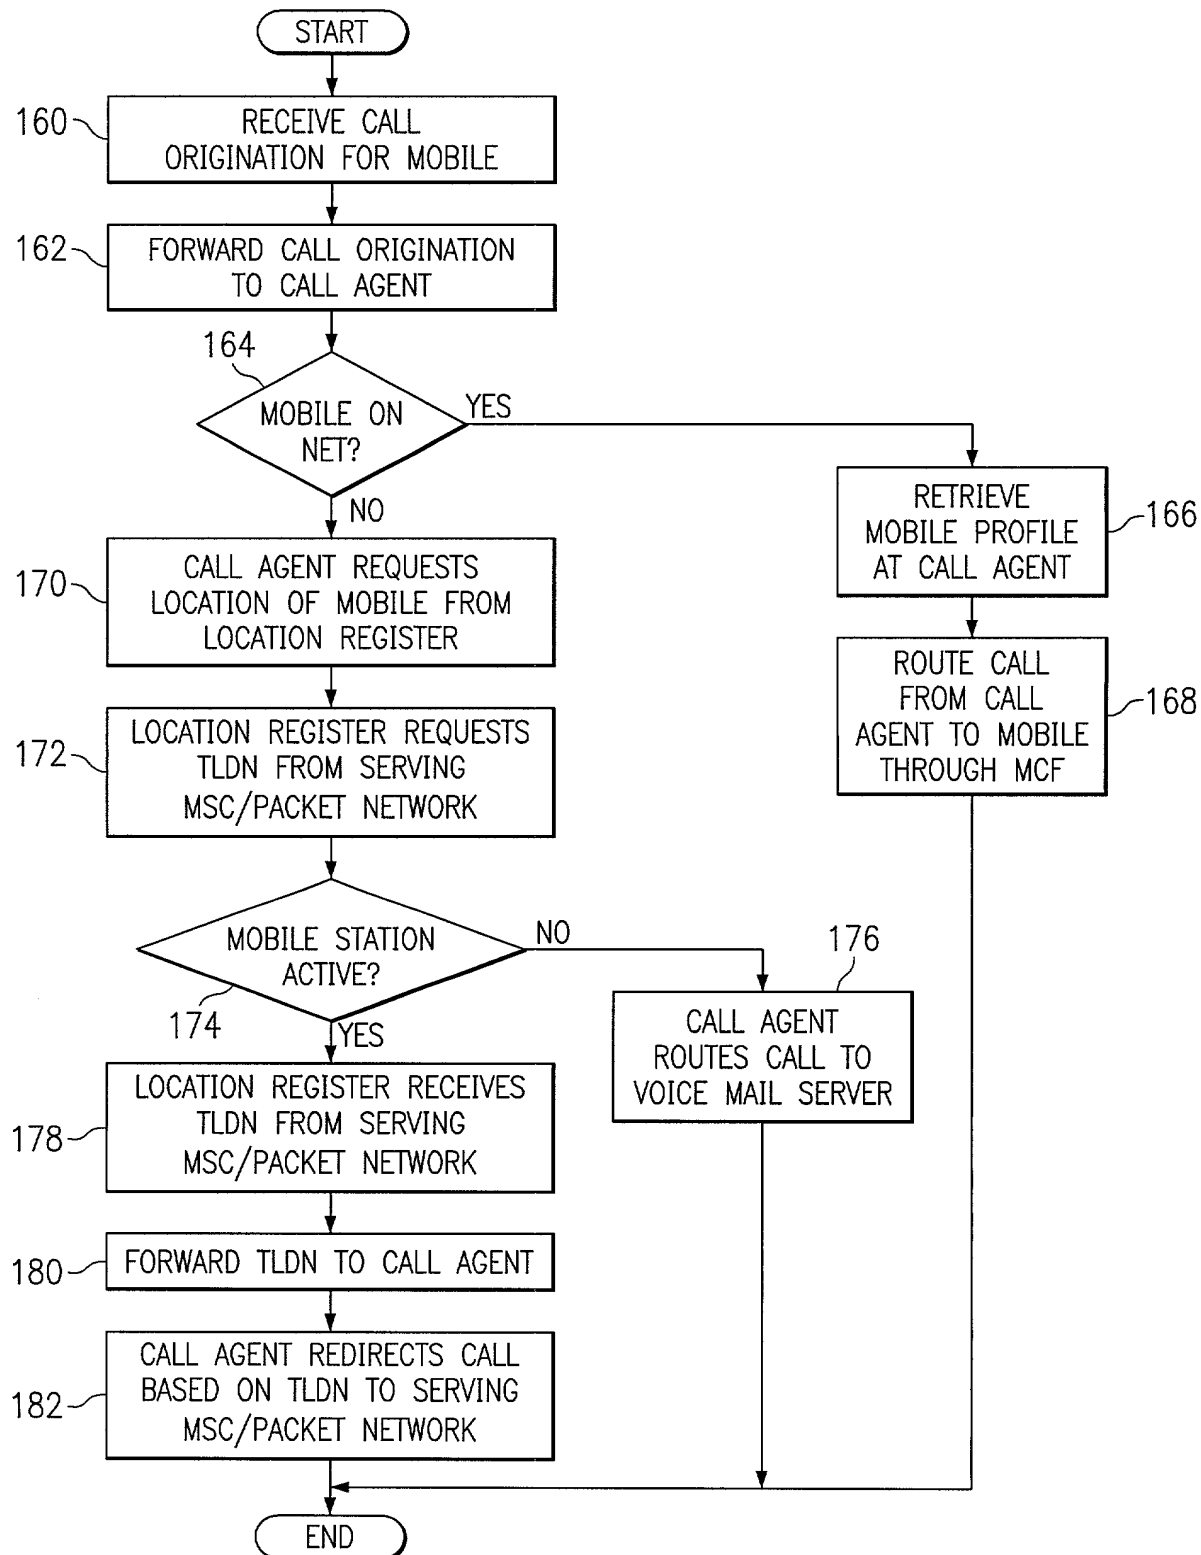 START
160
RECEIVE CALL
ORIGINATION FOR MOBILE
162
FORWARD CALL ORIGINATION
TO CALL AGENT
164
MOBILE ON
NET?
YES
NO
RETRIEVE
MOBILE PROFILE
AT CALL AGENT
166
ROUTE CALL
FROM CALL
AGENT TO MOBILE
THROUGH MCF
168
170
CALL AGENT REQUESTS
LOCATION OF MOBILE FROM
LOCATION REGISTER
172
LOCATION REGISTER REQUESTS
TLDN FROM SERVING
MSC/PACKET NETWORK
MOBILE STATION
ACTIVE?
174
NO
YES
176
CALL AGENT
ROUTES CALL TO
VOICE MAIL SERVER
178
LOCATION REGISTER RECEIVES
TLDN FROM SERVING
MSC/PACKET NETWORK
180
FORWARD TLDN TO CALL AGENT
182
CALL AGENT REDIRECTS CALL
BASED ON TLDN TO SERVING
MSC/PACKET NETWORK
END